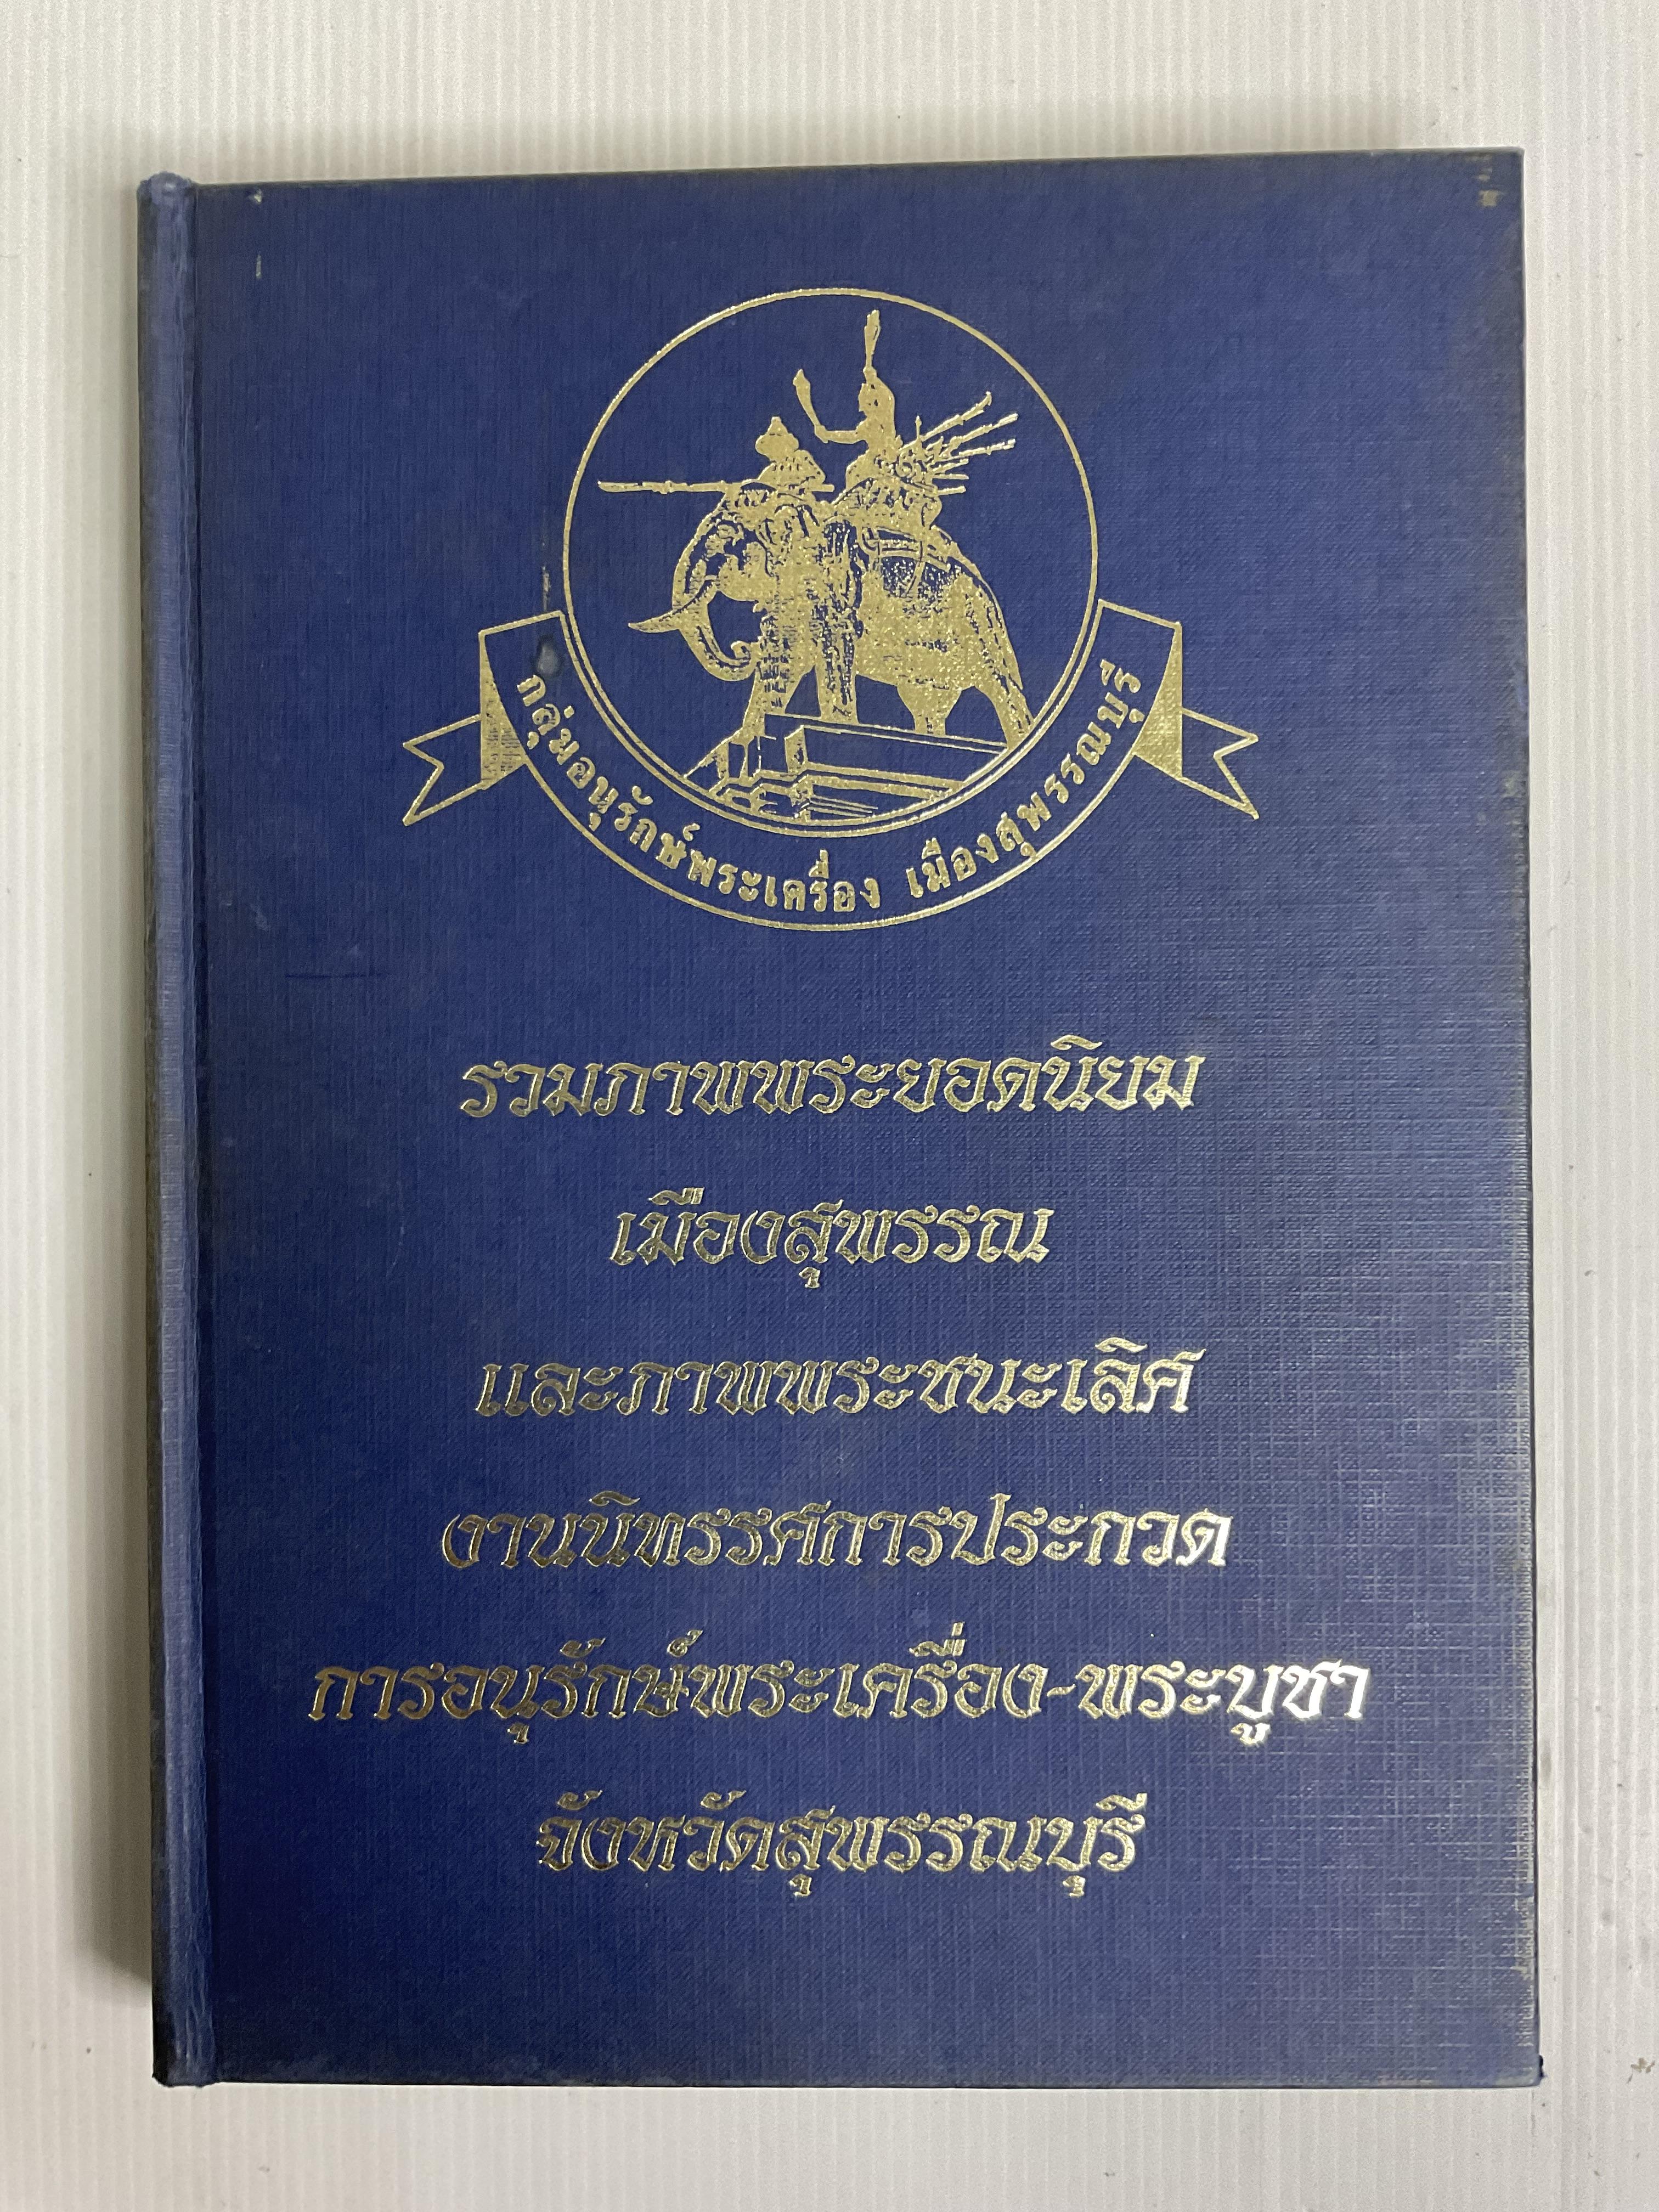 กลุ่มอนุรักษ์พระเครื่อง เมืองสุพรรณบุรี
รวมภาพพระยอดนิยม
เมืองสุพรรณ
และภาพพระชนะเลิศ
งานนิทรรศการประกวด
การอนุรักษ์พระเครื่อง-พระบูชา
จังหวัดสุพรรณบุรี